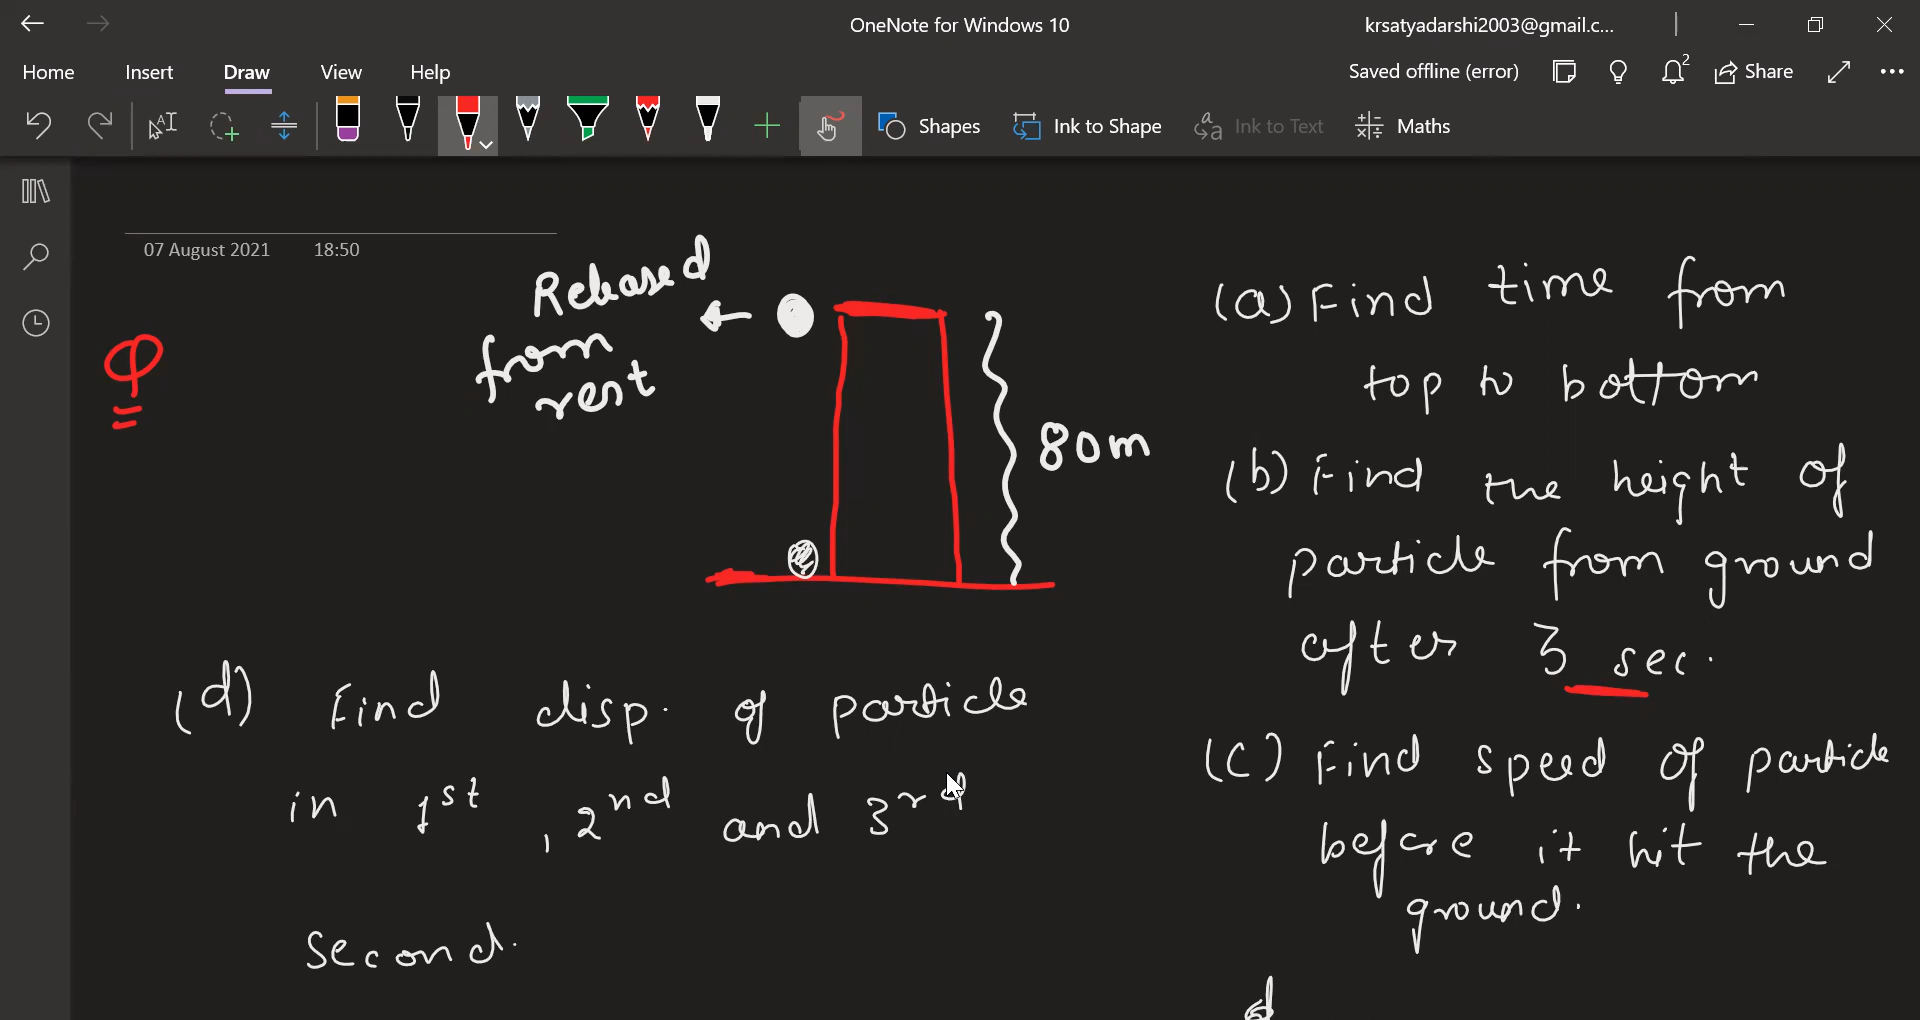 OneNote for Windows 10
krsatyadarshi2003@gmail.c...
Home Insert Draw View Help
Saved offline (error)
2
Share
Shapes
Ink to Shape
Ink to Text
Maths
07 August 2021 18:50
Q
Released
from
rest
80m
(a) Find time from
top to bottom
(b) Find the height of
particle from ground
after 3 sec.
(c) Find speed of particle
before it hit the
ground.
(d) Find disp. of particle
in 1st, 2nd and 3rd
second.
d